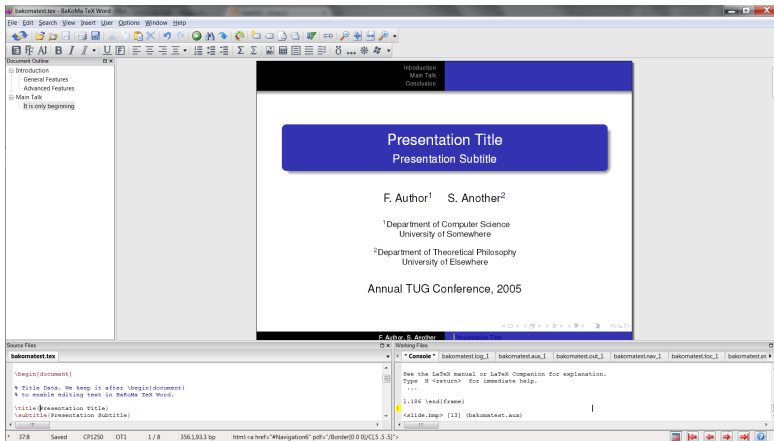 bakomatest.tex - BaKoMa TeX Word
File Edit Search View Insert User Options Window Help
Document Outline
Introduction
General Features
Advanced Features
Main Talk
It is only beginning
Introduction
Main Talk
Conclusion
Presentation Title
Presentation Subtitle
F. Author1 S. Another2
1Department of Computer Science
University of Somewhere
2Department of Theoretical Philosophy
University of Elsewhere
Annual TUG Conference, 2005
F. Author, S. Another Presentation Title
Source Files
bakomatest.tex
\begin{document}
% Title Data. We keep it after \begin{document}
% to enable editing text in BaKoMa TeX Word.
\title{Presentation Title}
\subtitle{Presentation Subtitle}
Working Files
* Console * bakomatest.log_1 bakomatest.aux_1 bakomatest.out_1 bakomatest.nav_1 bakomatest.toc_1 bakomatest.sn
See the LaTeX manual or LaTeX Companion for explanation.
Type H <return> for immediate help.
...
l.186 \end{frame}
<slide.bmp> [13] (bakomatest.aux)
* 37:8 Saved CP1250 OT1 1 / 8 356.1,93.3 bp html:<a href="#Navigation6" pdf="/Border[0 0 0]/C[.5 .5 .5]">